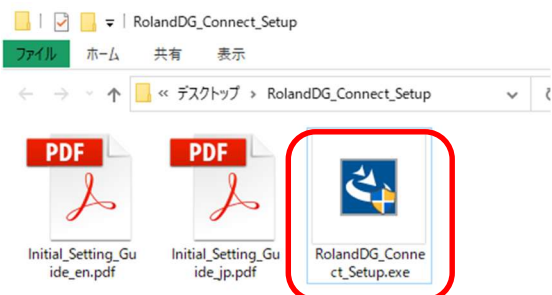 RolandDG_Connect_Setup
ファイル ホーム 共有 表示
« デスクトップ › RolandDG_Connect_Setup
PDF PDF
Initial_Setting_Gu Initial_Setting_Gu RolandDG_Conne
ide_en.pdf ide_jp.pdf ct_Setup.exe